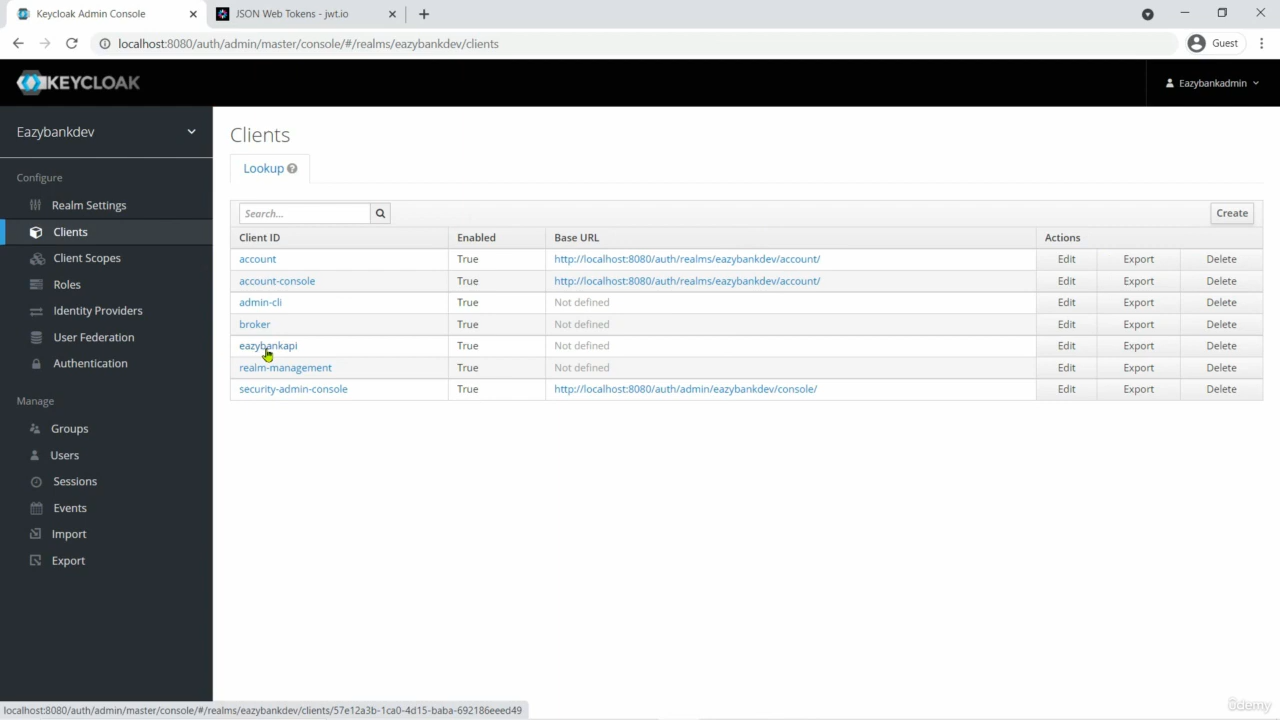 Keycloak Admin Console
JSON Web Tokens - jwt.io
localhost:8080/auth/admin/master/console/#/realms/eazybankdev/clients
Guest
KEYCLOAK
Eazybankadmin
Eazybankdev
Configure
Realm Settings
Clients
Client Scopes
Roles
Identity Providers
User Federation
Authentication
Manage
Groups
Users
Sessions
Events
Import
Export
Clients
Lookup
Search...
Create
Client ID Enabled Base URL Actions
account True http://localhost:8080/auth/realms/eazybankdev/account/ Edit Export Delete
account-console True http://localhost:8080/auth/realms/eazybankdev/account/ Edit Export Delete
admin-cli True Not defined Edit Export Delete
broker True Not defined Edit Export Delete
eazybankapi True Not defined Edit Export Delete
realm-management True Not defined Edit Export Delete
security-admin-console True http://localhost:8080/auth/admin/eazybankdev/console/ Edit Export Delete
localhost:8080/auth/admin/master/console/#/realms/eazybankdev/clients/57e12a3b-1ca0-4d15-baba-692186eeed49
ûdemy